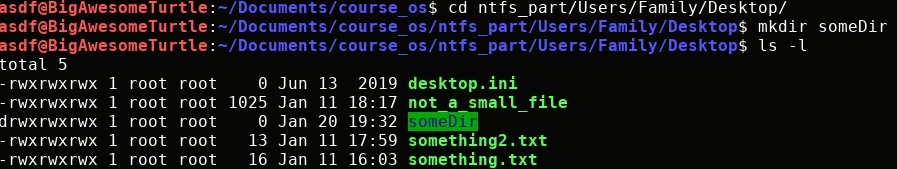 asdf@BigAwesomeTurtle:~/Documents/course_os$ cd ntfs_part/Users/Family/Desktop/
asdf@BigAwesomeTurtle:~/Documents/course_os/ntfs_part/Users/Family/Desktop$ mkdir someDir
asdf@BigAwesomeTurtle:~/Documents/course_os/ntfs_part/Users/Family/Desktop$ ls -l
total 5
-rwxrwxrwx 1 root root    0 Jun 13  2019 desktop.ini
-rwxrwxrwx 1 root root 1025 Jan 11 18:17 not_a_small_file
drwxrwxrwx 1 root root    0 Jan 20 19:32 someDir
-rwxrwxrwx 1 root root   13 Jan 11 17:59 something2.txt
-rwxrwxrwx 1 root root   16 Jan 11 16:03 something.txt